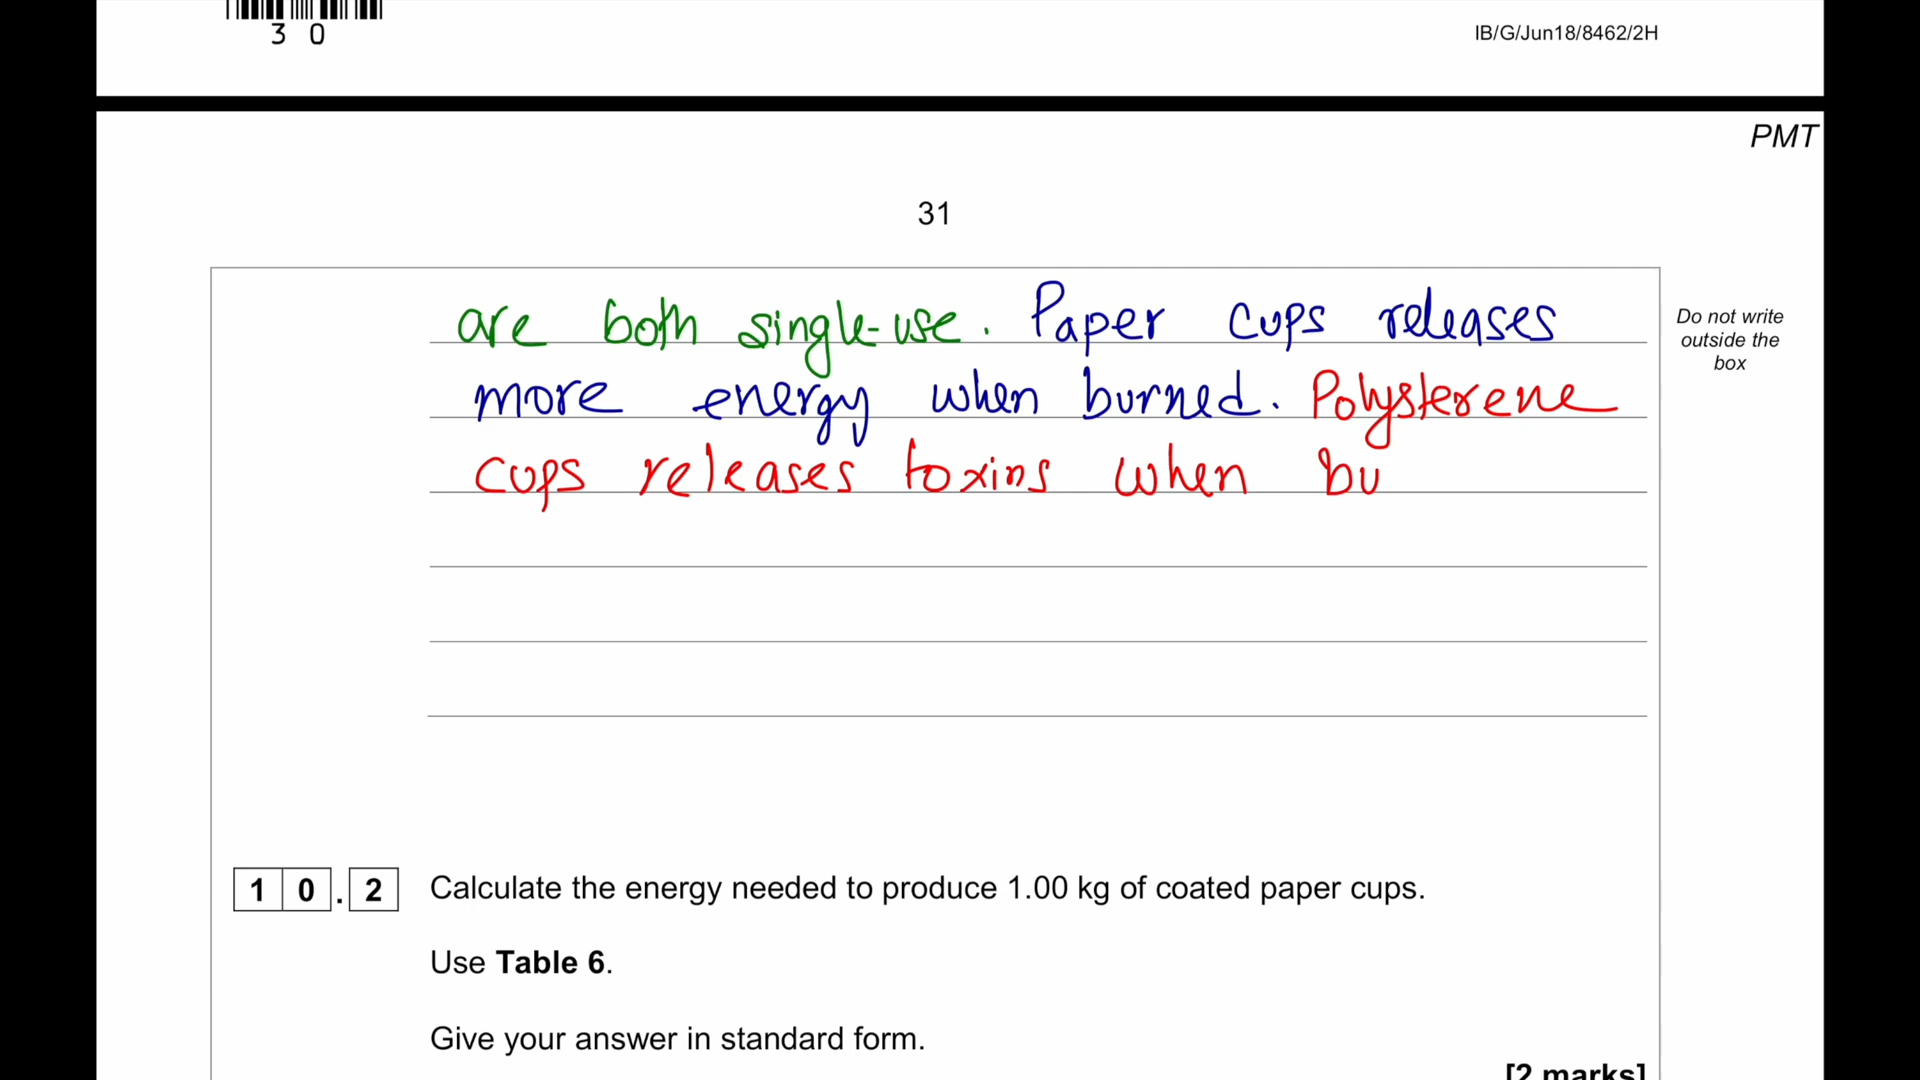 3 0
IB/G/Jun18/8462/2H
PMT
31
are both single-use. Paper cups releases
more energy when burned. Polysterene
cups releases toxins when bu
Do not write
outside the
box
10.2 Calculate the energy needed to produce 1.00 kg of coated paper cups.
Use Table 6.
Give your answer in standard form.
[2 marks]